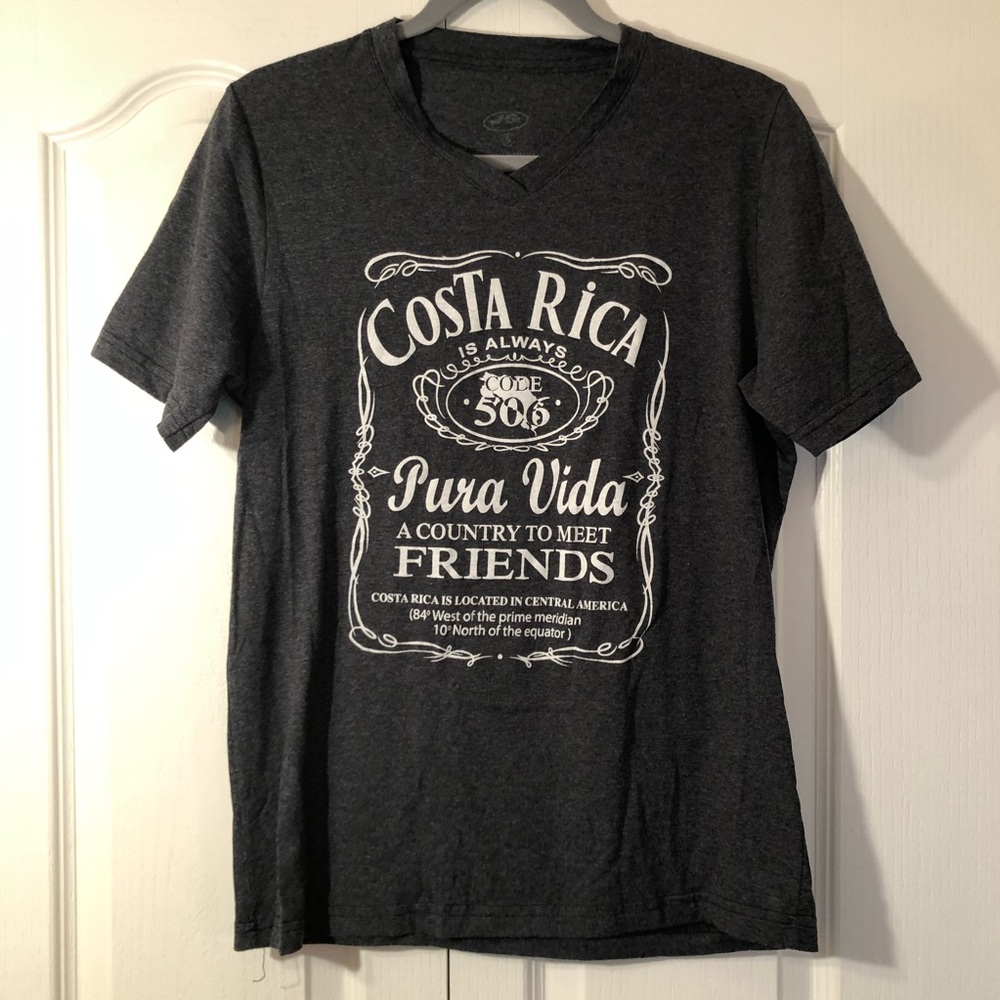 COSTA RiCA
IS ALWAYS
CODE
506
Pura Vida
A COUNTRY TO MEET
FRIENDS
COSTA RICA IS LOCATED IN CENTRAL AMERICA
(84º West of the prime meridian
10º North of the equator )